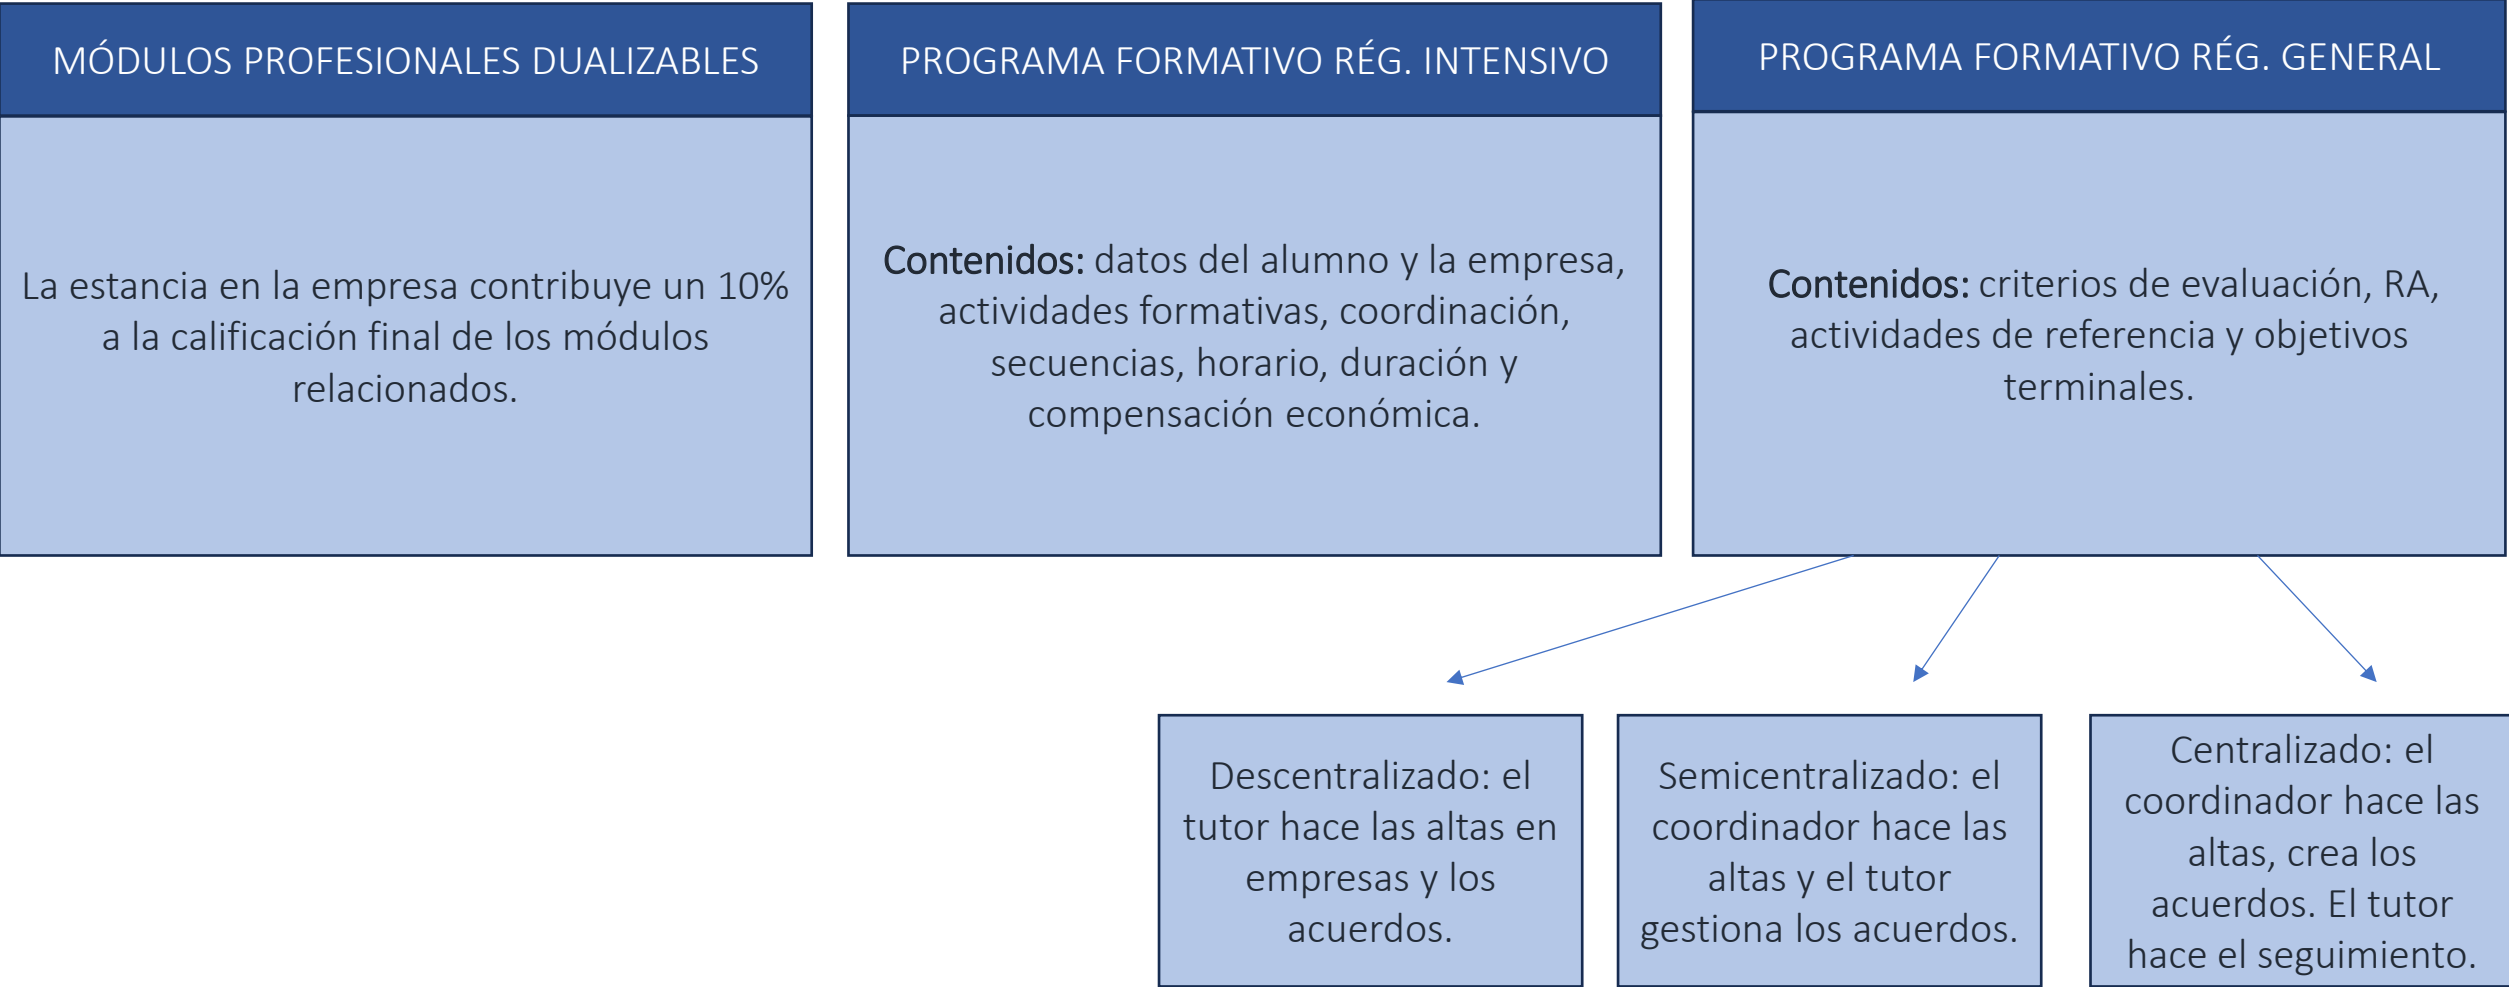 MÓDULOS PROFESIONALES DUALIZABLES
La estancia en la empresa contribuye un 10%
a la calificación final de los módulos
relacionados.
PROGRAMA FORMATIVO RÉG. INTENSIVO
Contenidos: datos del alumno y la empresa,
actividades formativas, coordinación,
secuencias, horario, duración y
compensación económica.
PROGRAMA FORMATIVO RÉG. GENERAL
Contenidos: criterios de evaluación, RA,
actividades de referencia y objetivos
terminales.
Descentralizado: el
tutor hace las altas en
empresas y los
acuerdos.
Semicentralizado: el
coordinador hace las
altas y el tutor
gestiona los acuerdos.
Centralizado: el
coordinador hace las
altas, crea los
acuerdos. El tutor
hace el seguimiento.